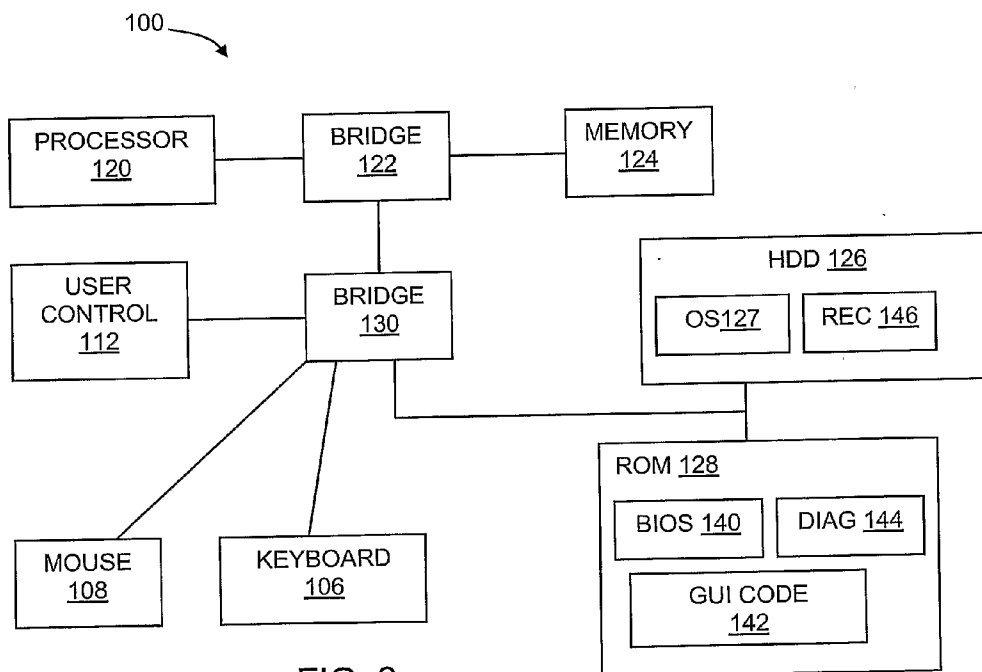 100
PROCESSOR
120
BRIDGE
122
MEMORY
124
USER
CONTROL
112
BRIDGE
130
HDD 126
OS127
REC 146
ROM 128
BIOS 140
DIAG 144
GUI CODE
142
MOUSE
108
KEYBOARD
106
FIG.